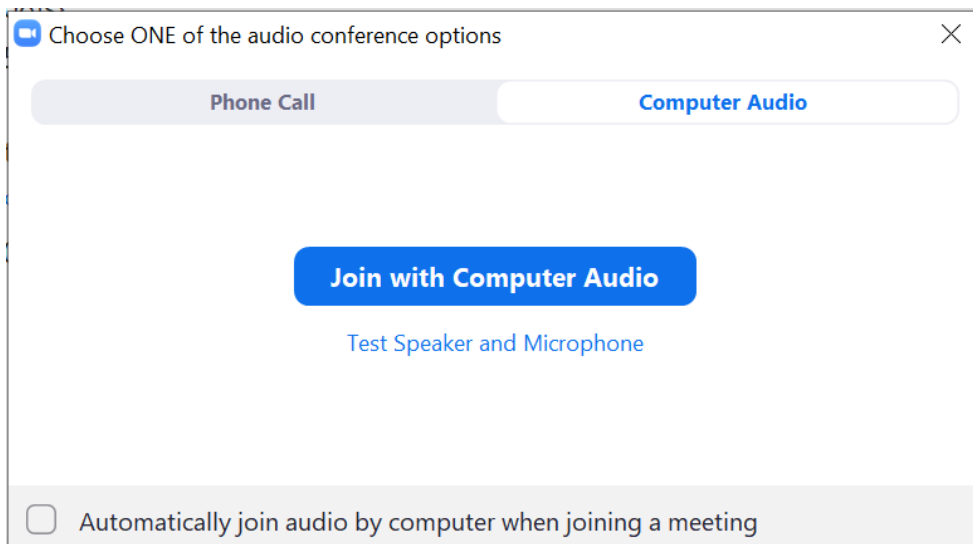 Choose ONE of the audio conference options
Phone Call
Computer Audio
Join with Computer Audio
Test Speaker and Microphone
Automatically join audio by computer when joining a meeting